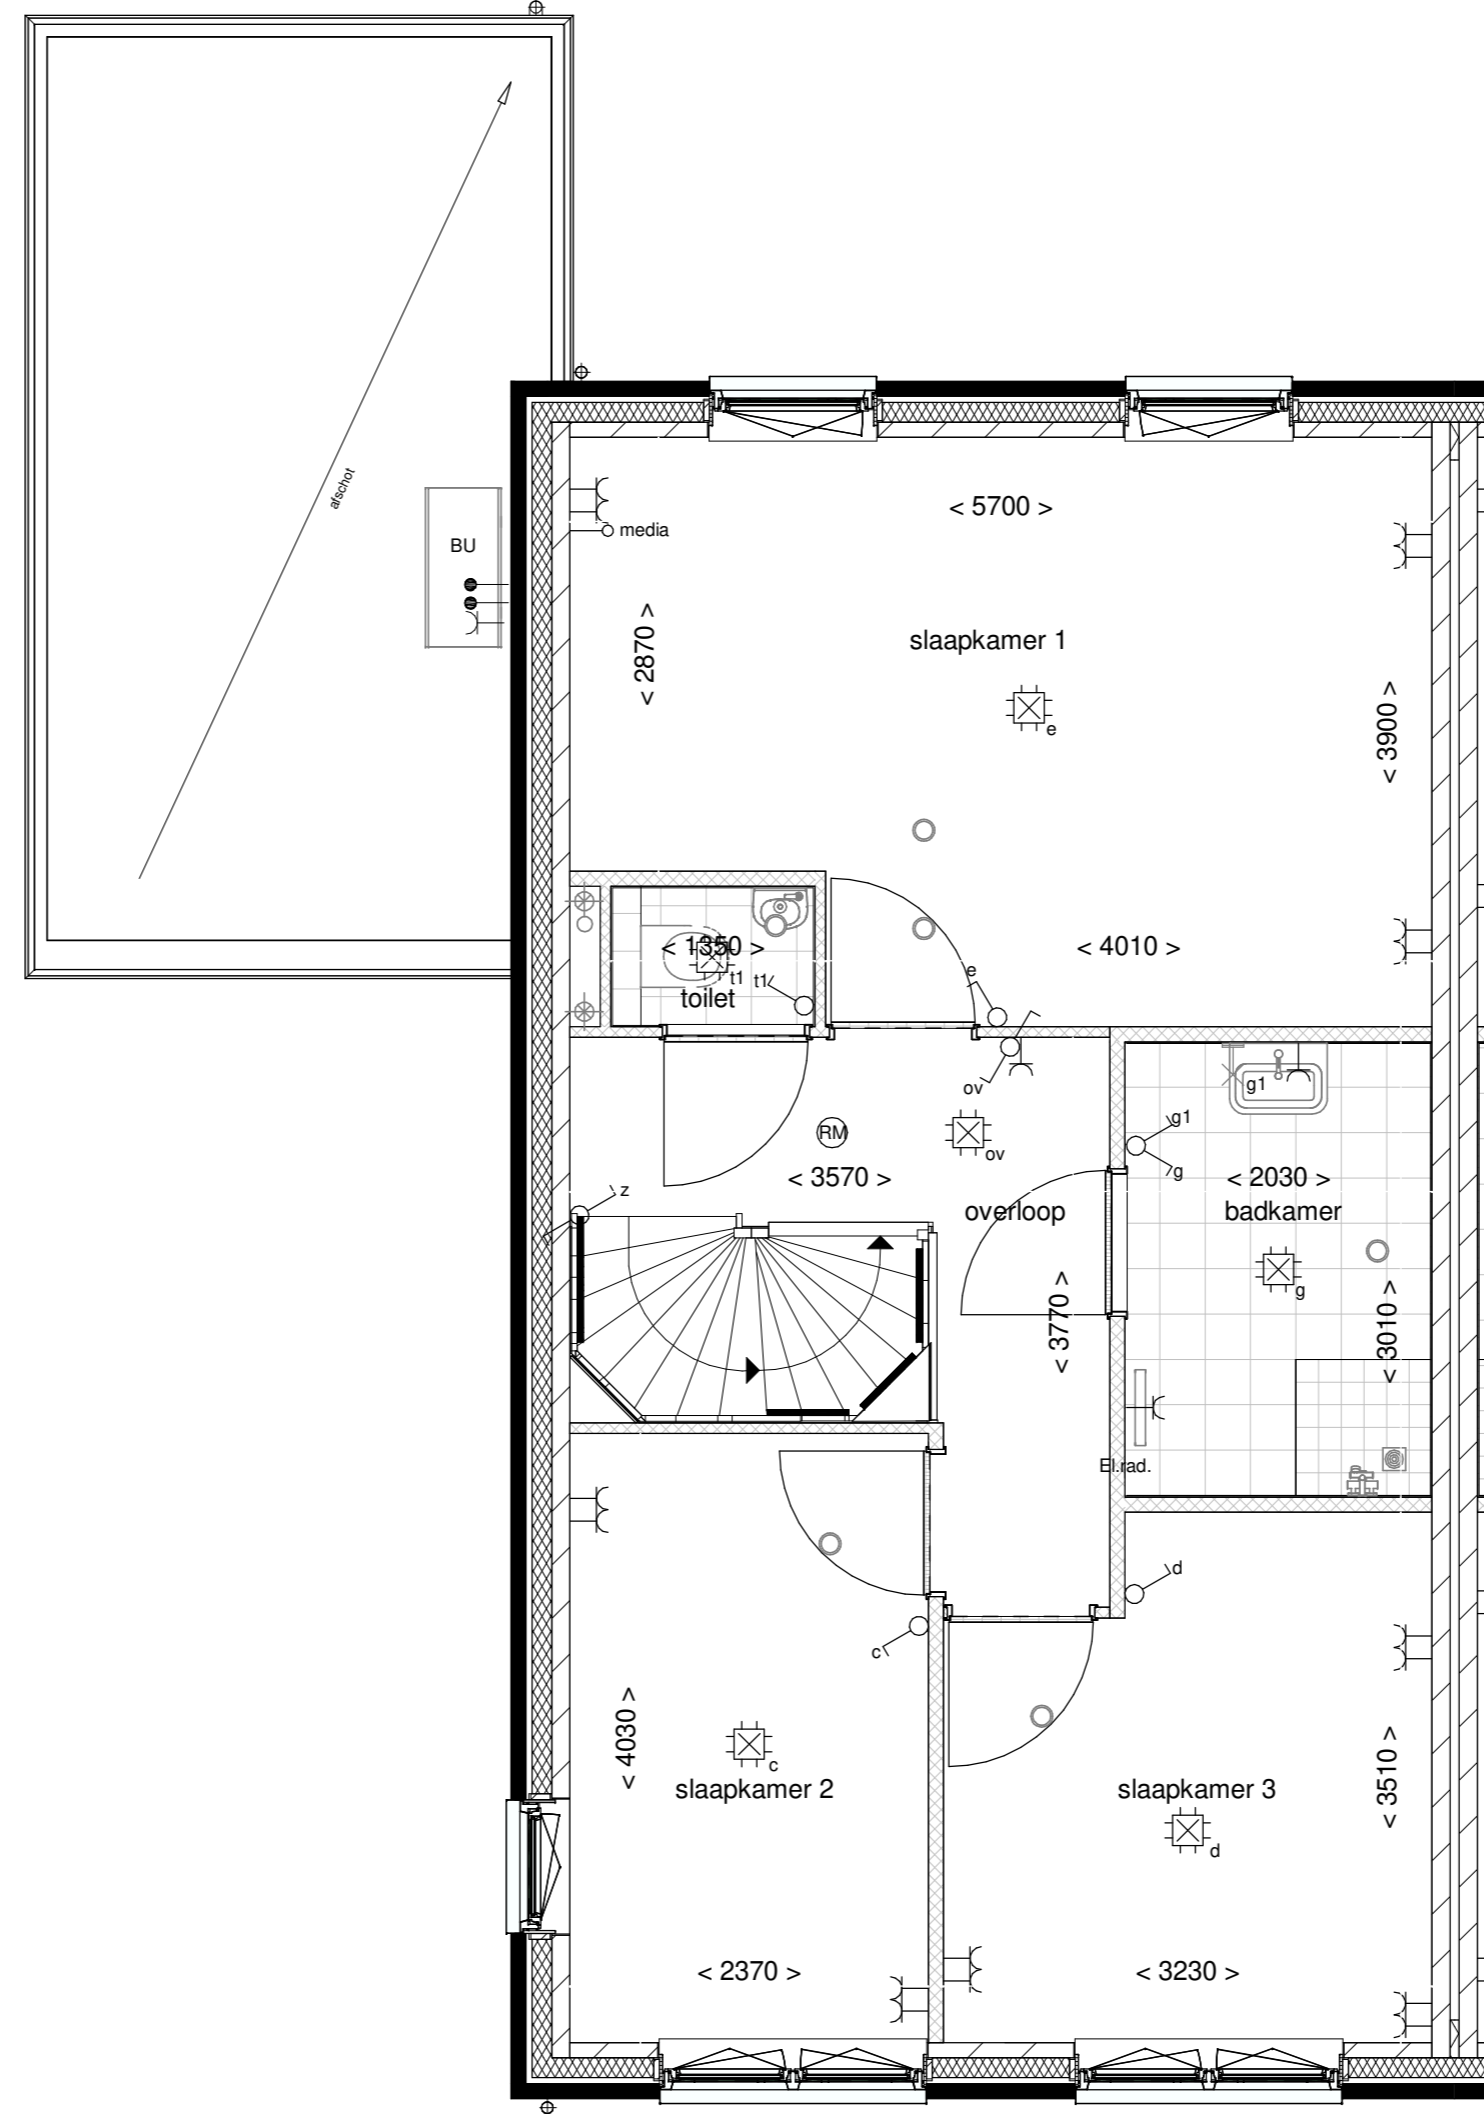 < 5700 >
media
BU
afschot
< 2870 >
slaapkamer 1
e
< 3900 >
< 1350 >
t1
t1
toilet
< 4010 >
e
ov
g1
g1
g
RM
ov
< 3570 >
< 2030 >
z
overloop
badkamer
g
< 3770 >
< 3010 >
El.rad.
d
c
< 4030 >
c
slaapkamer 2
slaapkamer 3
< 3510 >
d
< 2370 >
< 3230 >